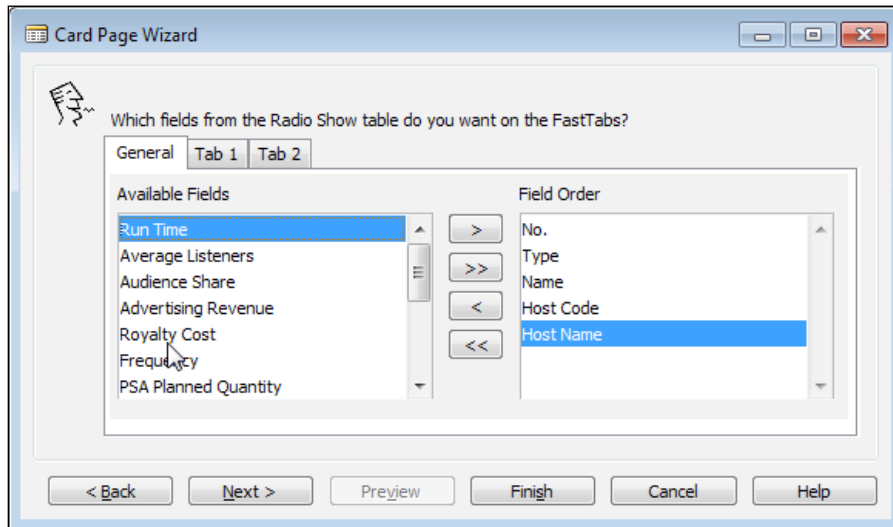 Card Page Wizard
Which fields from the Radio Show table do you want on the FastTabs?
General Tab 1 Tab 2
Available Fields
Run Time
Average Listeners
Audience Share
Advertising Revenue
Royalty Cost
Frequency
PSA Planned Quantity
>
>>
<
<<
Field Order
No.
Type
Name
Host Code
Host Name
< Back Next > Preview Finish Cancel Help